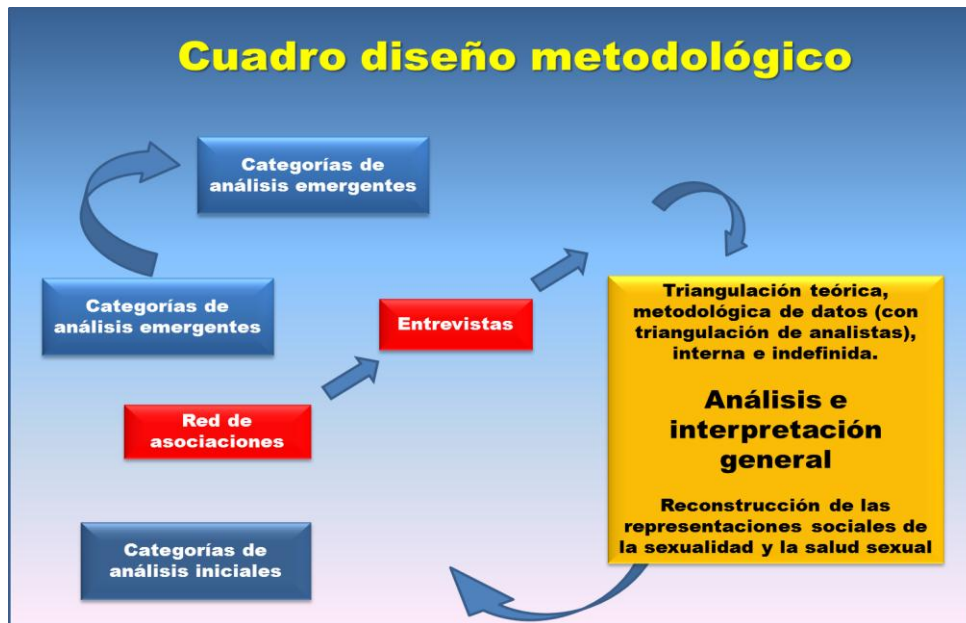 Cuadro diseño metodológico
Categorías de
análisis emergentes
Categorías de
análisis emergentes
Entrevistas
Red de
asociaciones
Categorías de
análisis iniciales
Triangulación teórica,
metodológica de datos (con
triangulación de analistas),
interna e indefinida.
Análisis e
interpretación
general
Reconstrucción de las
representaciones sociales de
la sexualidad y la salud sexual